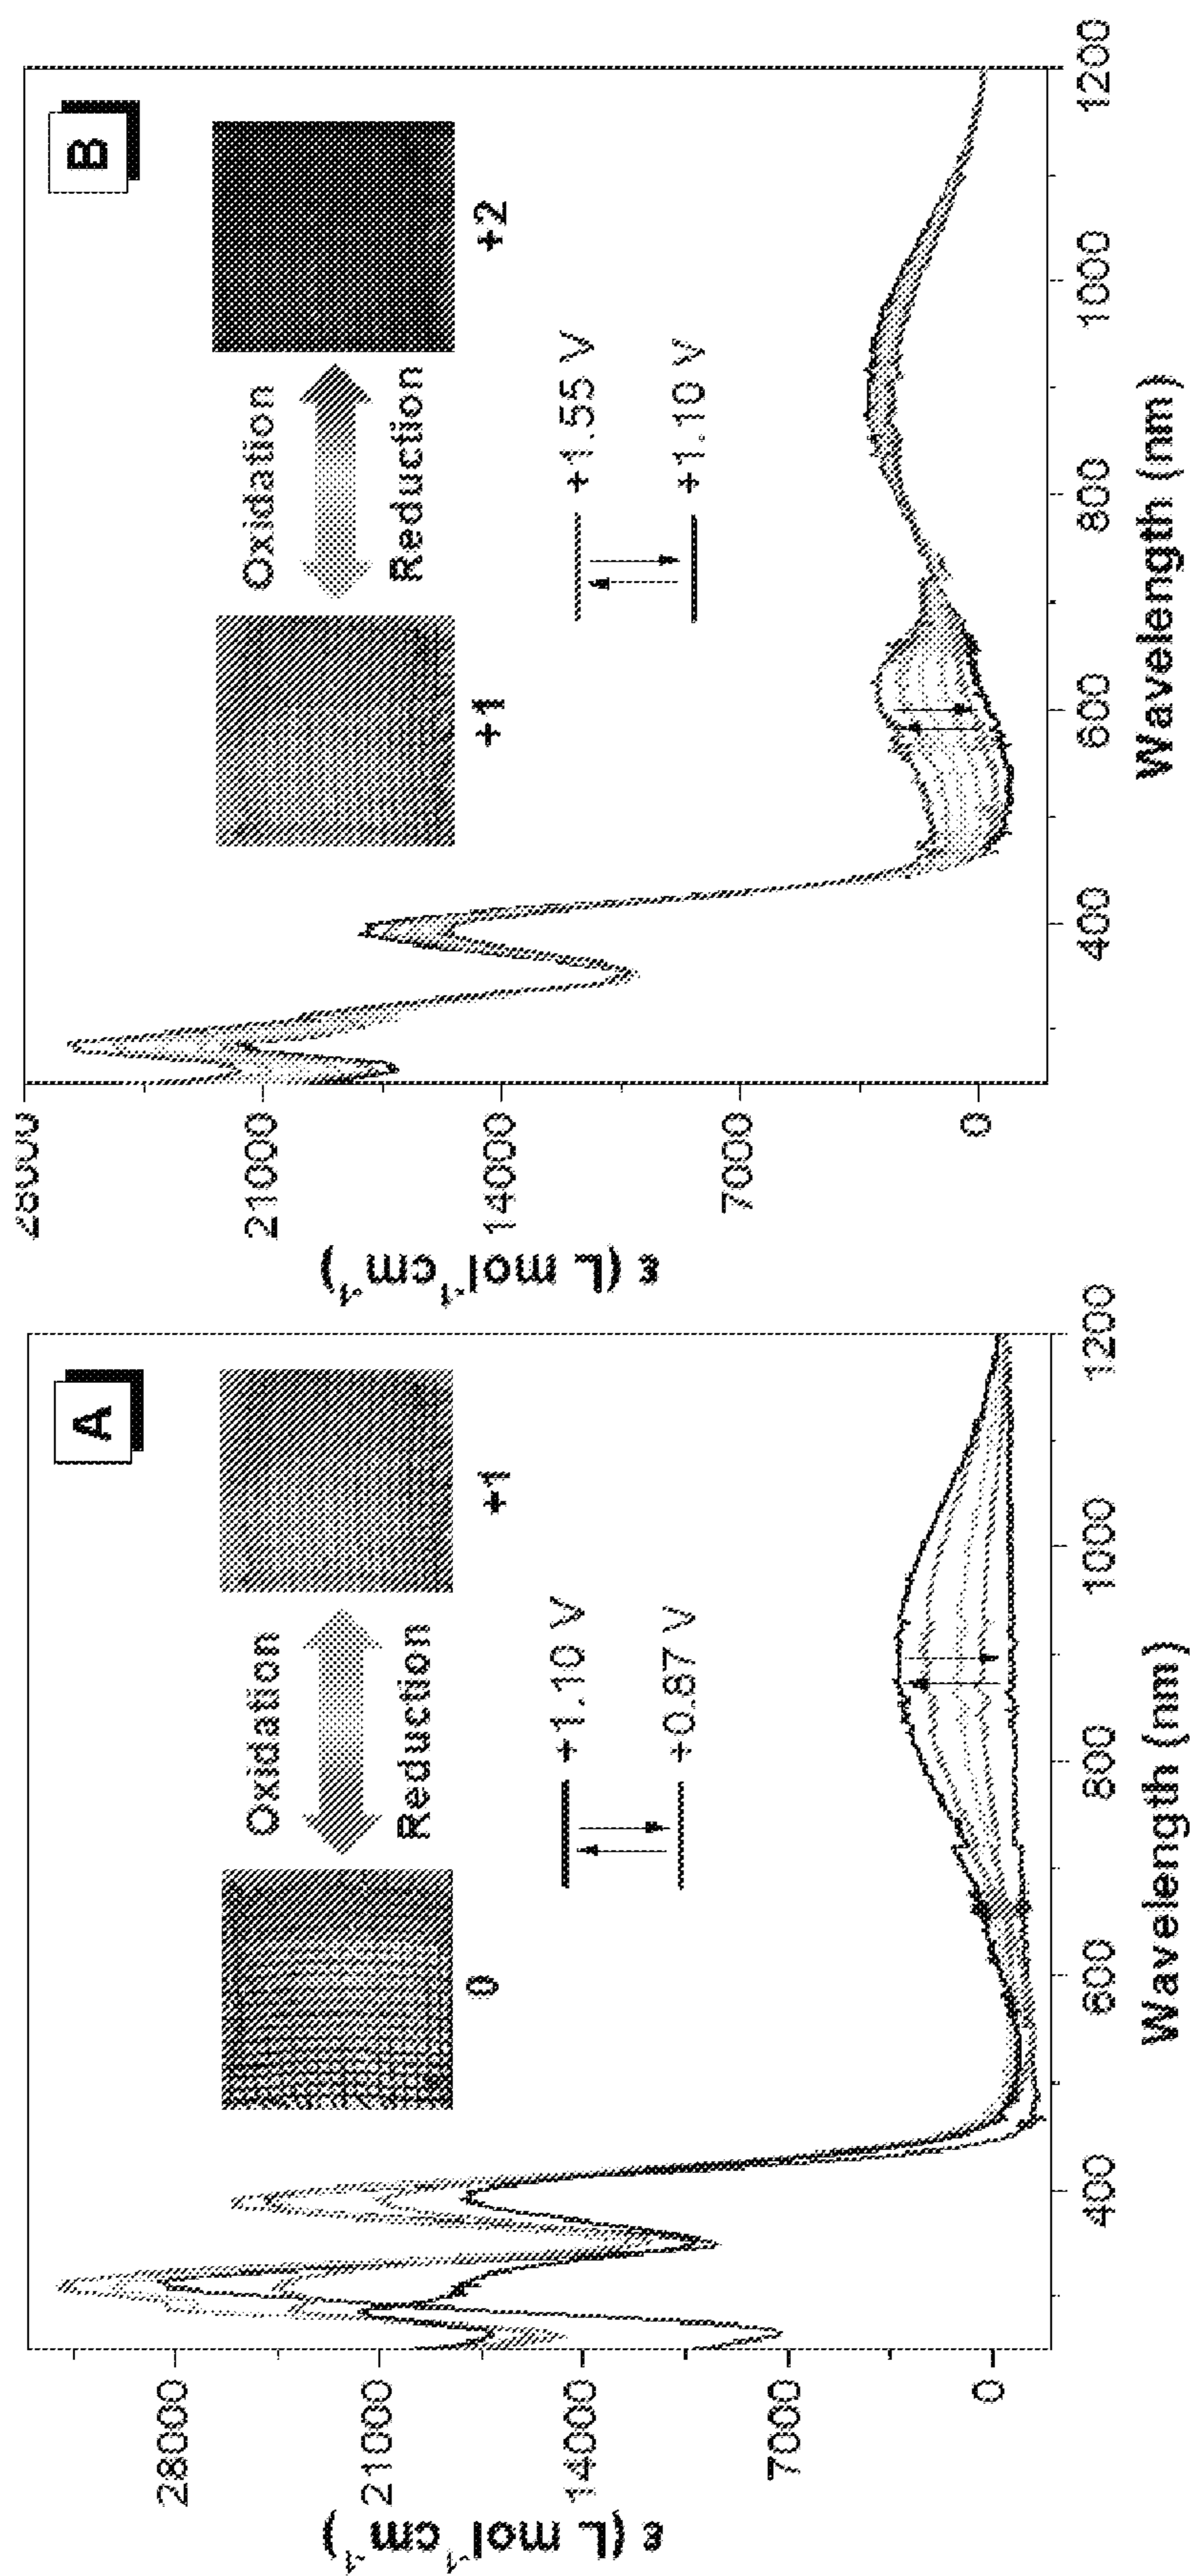 A
Oxidation
Reduction
0
+1
+1.10 V
+0.87 V
28000
21000
14000
7000
0
ε (L mol⁻¹cm⁻¹)
400
600
800
1000
1200
Wavelength (nm)
B
Oxidation
Reduction
+1
+2
+1.55 V
+1.10 V
28000
21000
14000
7000
0
ε (L mol⁻¹cm⁻¹)
400
600
800
1000
1200
Wavelength (nm)